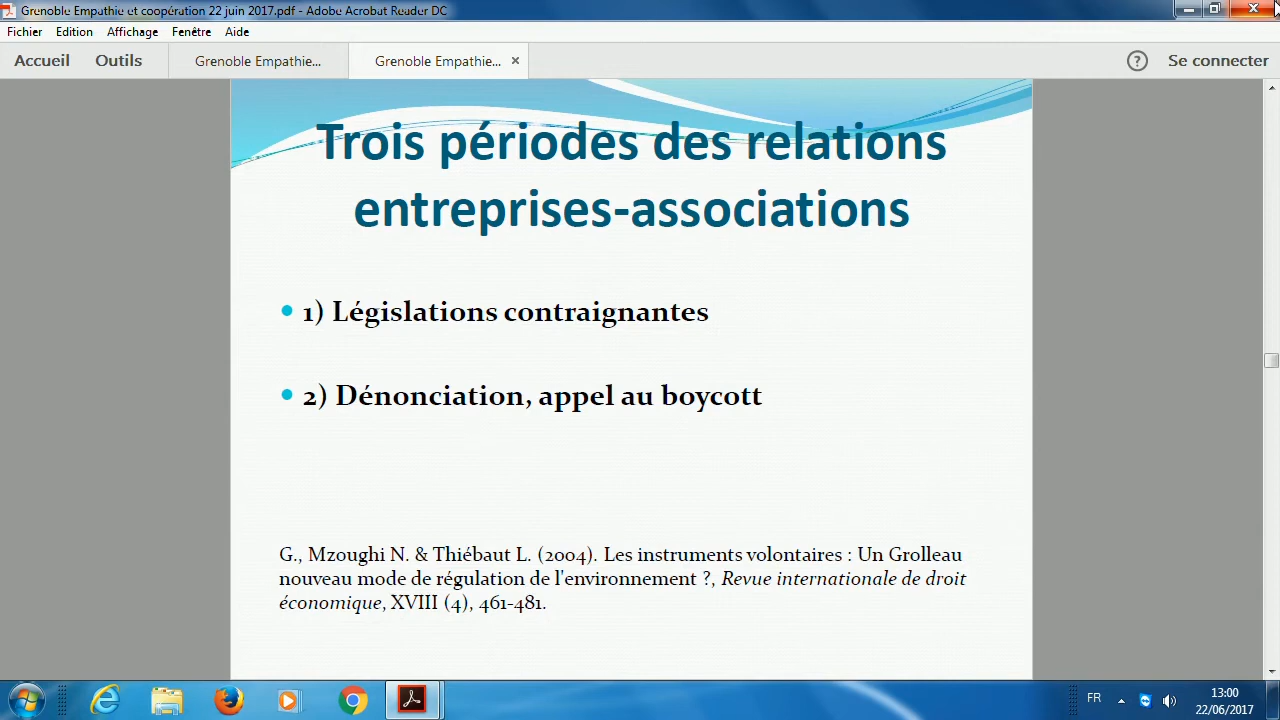 Grenoble Empathie et coopération 22 juin 2017.pdf - Adobe Acrobat Reader DC
Fichier Edition Affichage Fenêtre Aide
Accueil Outils Grenoble Empathie... Grenoble Empathie... × ? Se connecter
Trois périodes des relations
entreprises-associations
• 1) Législations contraignantes
• 2) Dénonciation, appel au boycott
G., Mzoughi N. & Thiébaut L. (2004). Les instruments volontaires : Un Grolleau
nouveau mode de régulation de l'environnement ?, Revue internationale de droit
économique, XVIII (4), 461-481.
FR 13:00
22/06/2017